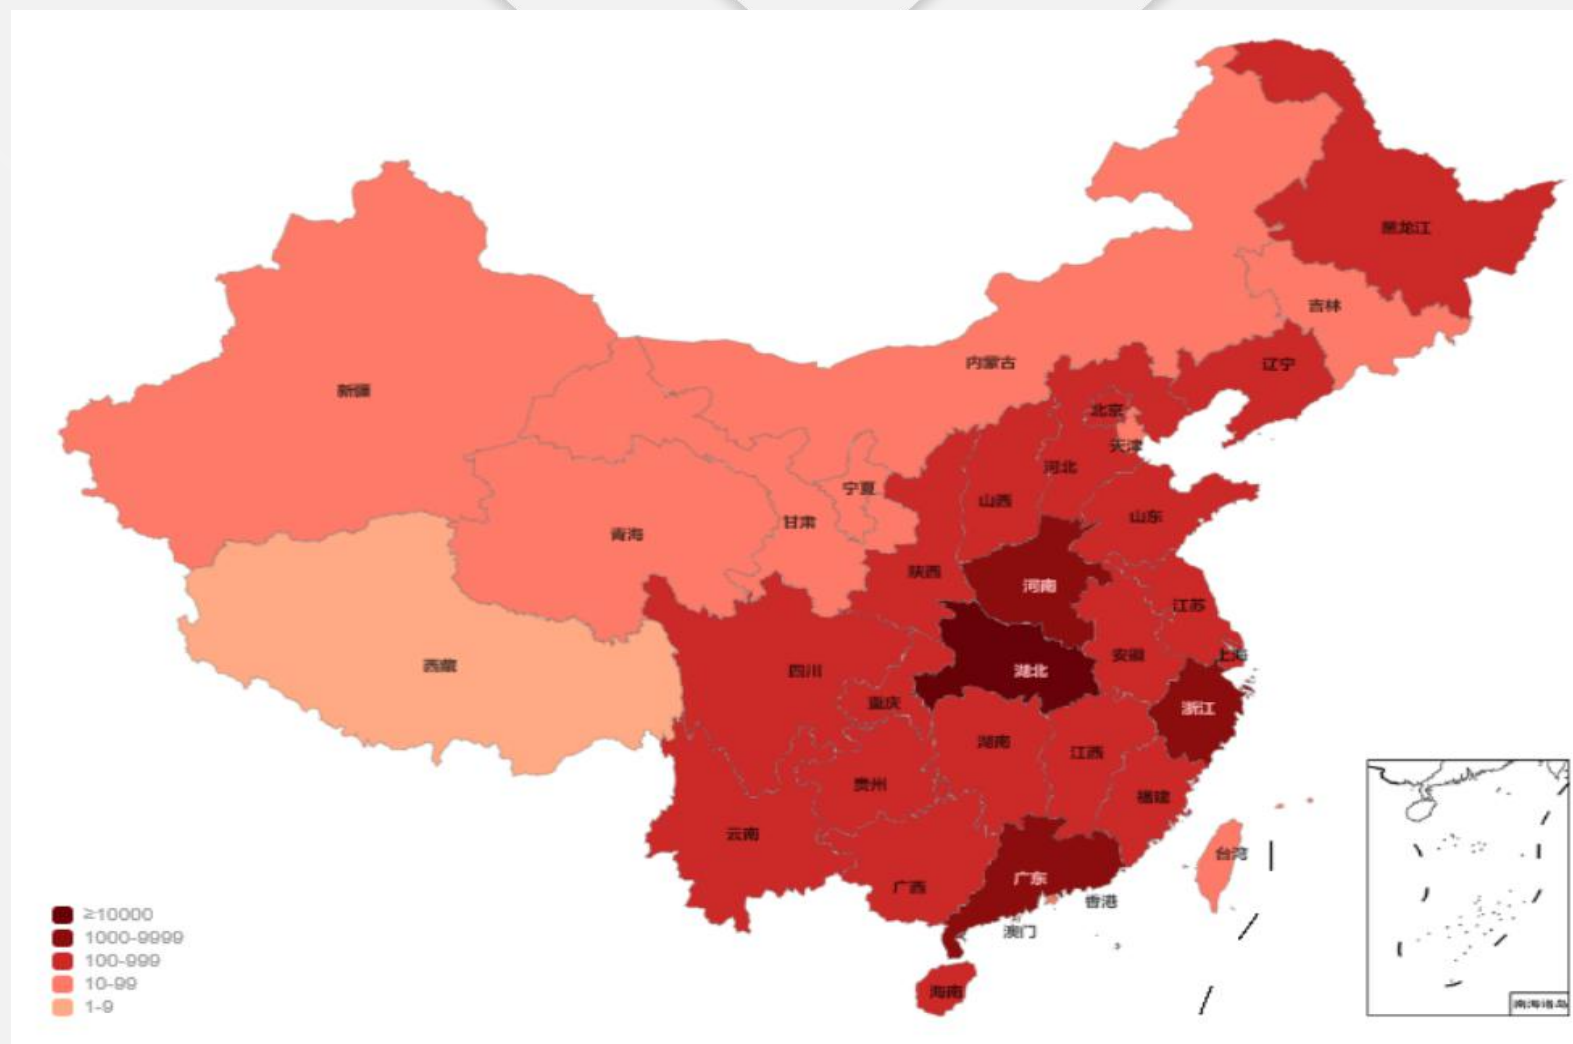 黑龙江
吉林
辽宁
内蒙古
新疆
北京
天津
河北
宁夏
山西
山东
甘肃
青海
陕西
河南
江苏
安徽
上海
西藏
四川
湖北
重庆
浙江
湖南
江西
贵州
福建
云南
台湾
广西
广东
香港
澳门
海南
南海诸岛
≥10000
1000-9999
100-999
10-99
1-9